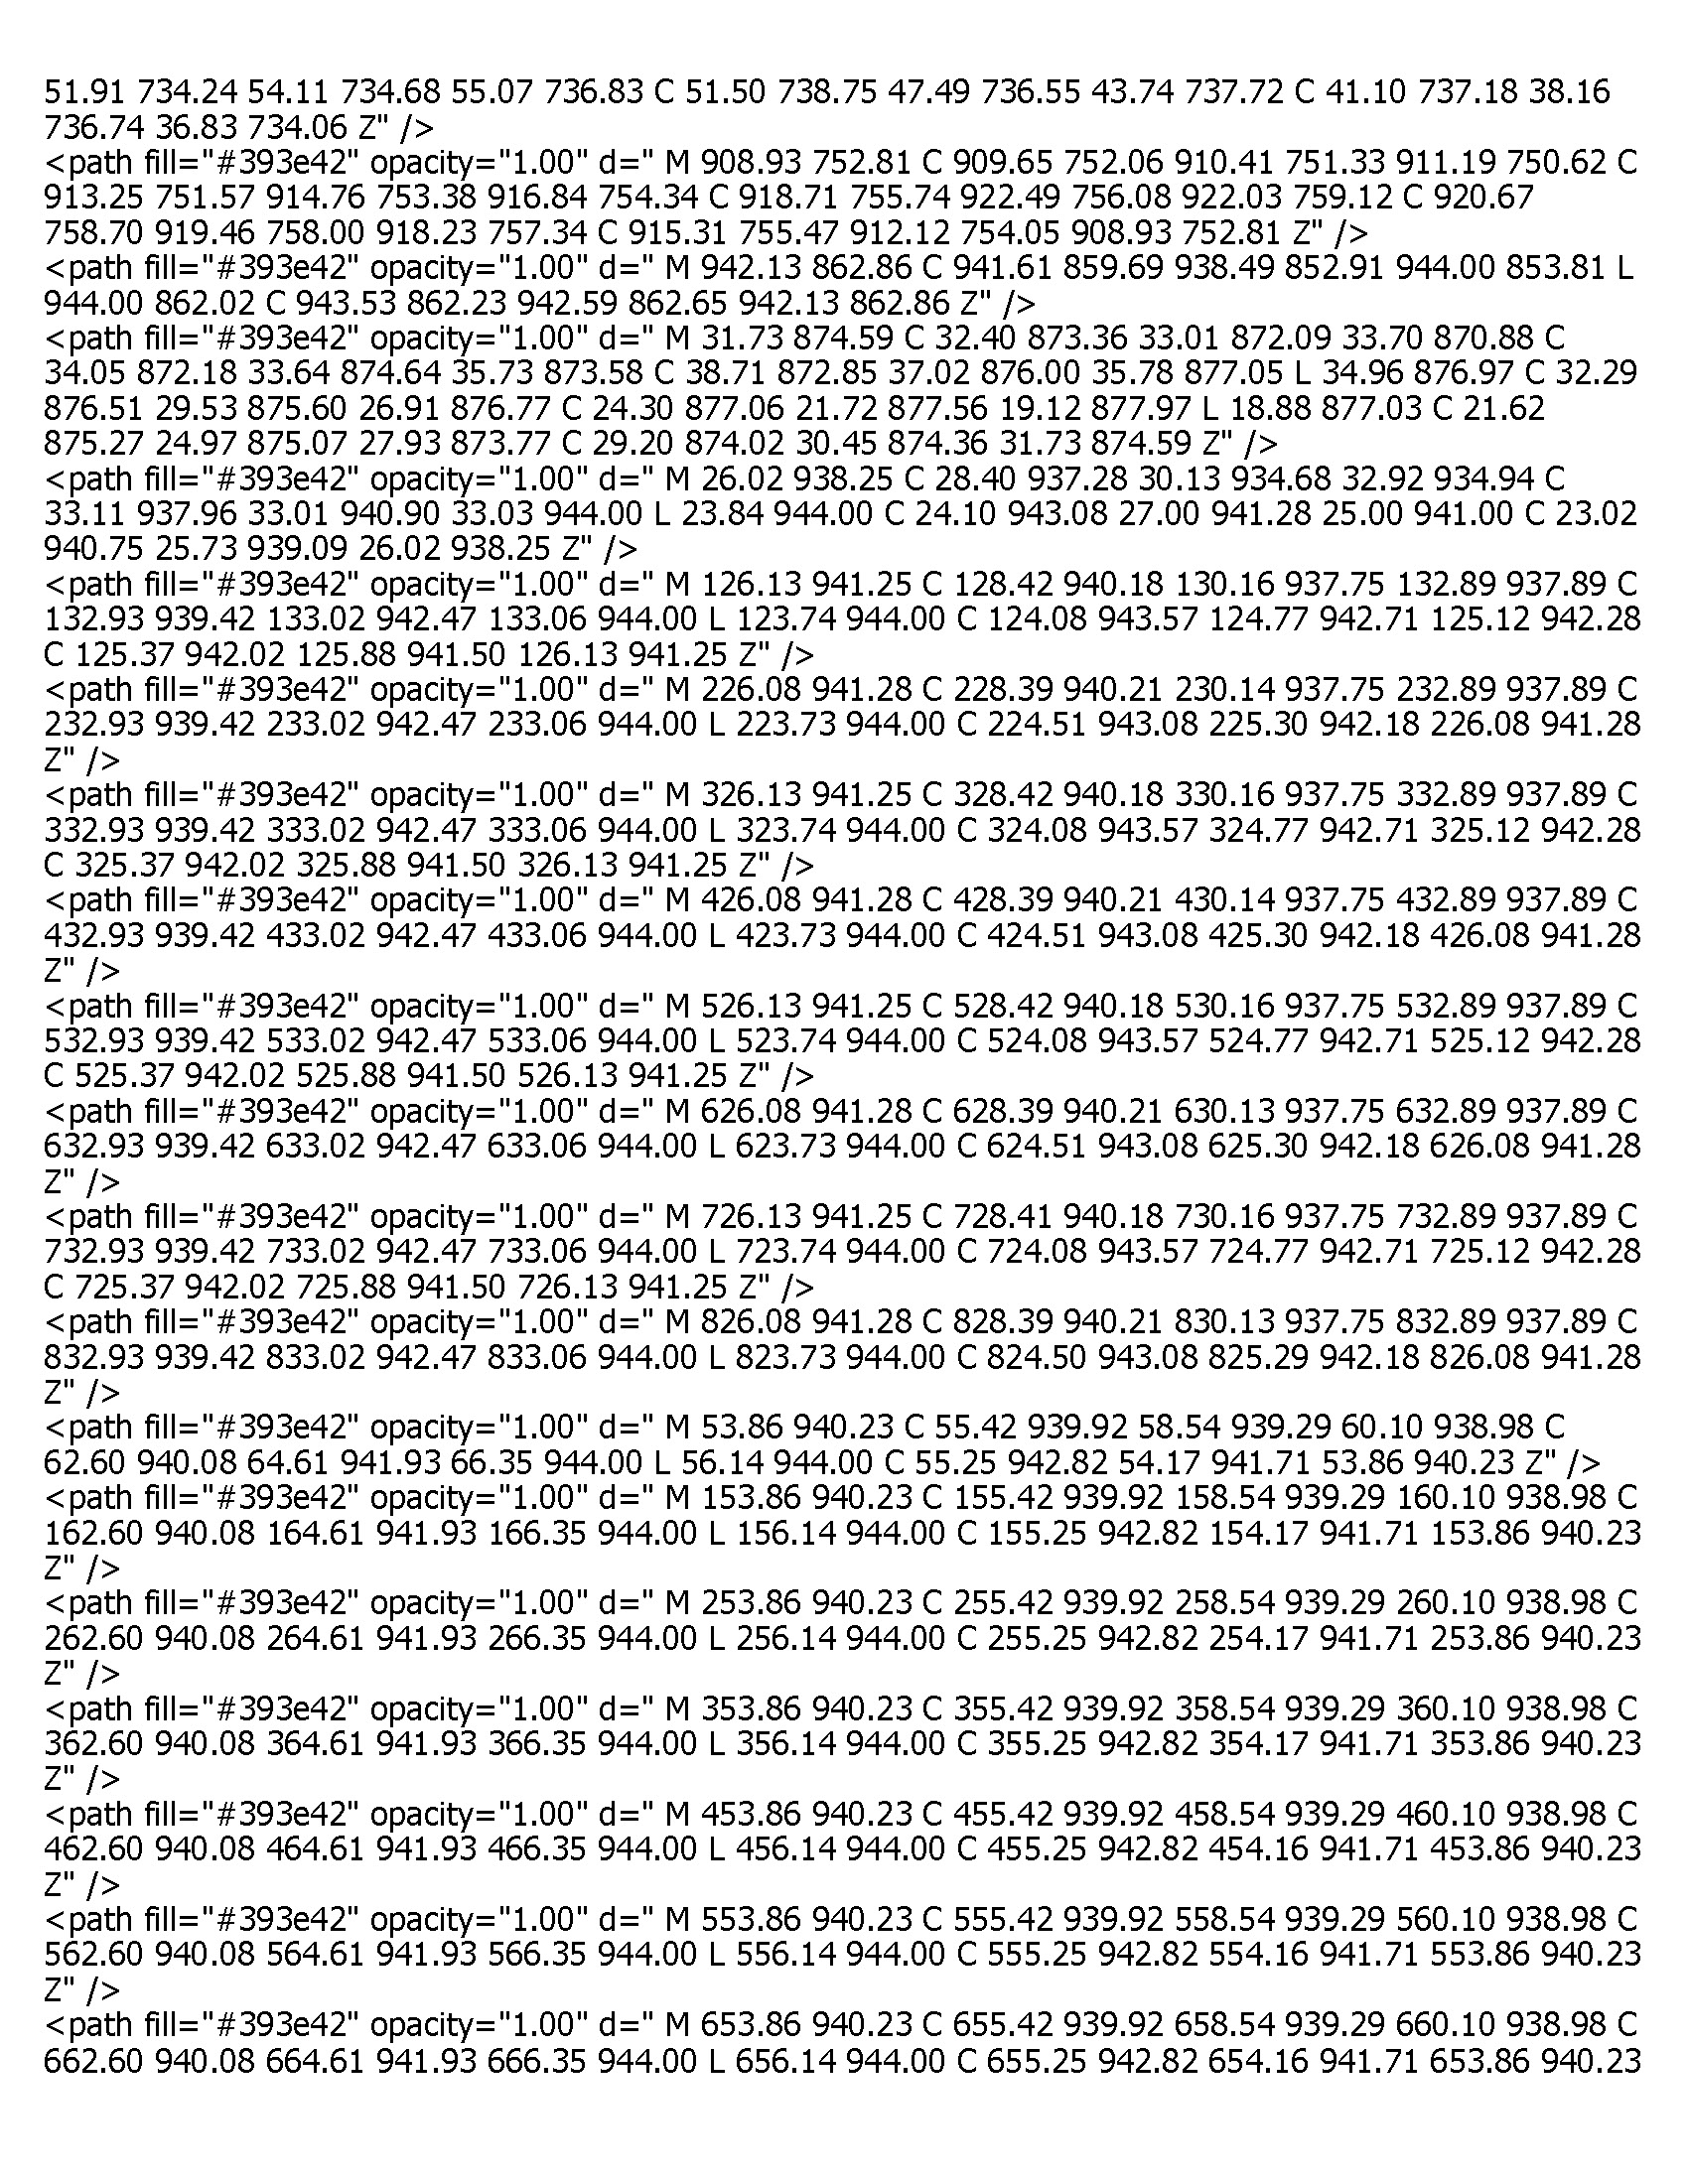 51.91 734.24 54.11 734.68 55.07 736.83 C 51.50 738.75 47.49 736.55 43.74 737.72 C 41.10 737.18 38.16
736.74 36.83 734.06 Z" />
<path fill="#393e42" opacity="1.00" d=" M 908.93 752.81 C 909.65 752.06 910.41 751.33 911.19 750.62 C
913.25 751.57 914.76 753.38 916.84 754.34 C 918.71 755.74 922.49 756.08 922.03 759.12 C 920.67
758.70 919.46 758.00 918.23 757.34 C 915.31 755.47 912.12 754.05 908.93 752.81 Z" />
<path fill="#393e42" opacity="1.00" d=" M 942.13 862.86 C 941.61 859.69 938.49 852.91 944.00 853.81 L
944.00 862.02 C 943.53 862.23 942.59 862.65 942.13 862.86 Z" />
<path fill="#393e42" opacity="1.00" d=" M 31.73 874.59 C 32.40 873.36 33.01 872.09 33.70 870.88 C
34.05 872.18 33.64 874.64 35.73 873.58 C 38.71 872.85 37.02 876.00 35.78 877.05 L 34.96 876.97 C 32.29
876.51 29.53 875.60 26.91 876.77 C 24.30 877.06 21.72 877.56 19.12 877.97 L 18.88 877.03 C 21.62
875.27 24.97 875.07 27.93 873.77 C 29.20 874.02 30.45 874.36 31.73 874.59 Z" />
<path fill="#393e42" opacity="1.00" d=" M 26.02 938.25 C 28.40 937.28 30.13 934.68 32.92 934.94 C
33.11 937.96 33.01 940.90 33.03 944.00 L 23.84 944.00 C 24.10 943.08 27.00 941.28 25.00 941.00 C 23.02
940.75 25.73 939.09 26.02 938.25 Z" />
<path fill="#393e42" opacity="1.00" d=" M 126.13 941.25 C 128.42 940.18 130.16 937.75 132.89 937.89 C
132.93 939.42 133.02 942.47 133.06 944.00 L 123.74 944.00 C 124.08 943.57 124.77 942.71 125.12 942.28
C 125.37 942.02 125.88 941.50 126.13 941.25 Z" />
<path fill="#393e42" opacity="1.00" d=" M 226.08 941.28 C 228.39 940.21 230.14 937.75 232.89 937.89 C
232.93 939.42 233.02 942.47 233.06 944.00 L 223.73 944.00 C 224.51 943.08 225.30 942.18 226.08 941.28
Z" />
<path fill="#393e42" opacity="1.00" d=" M 326.13 941.25 C 328.42 940.18 330.16 937.75 332.89 937.89 C
332.93 939.42 333.02 942.47 333.06 944.00 L 323.74 944.00 C 324.08 943.57 324.77 942.71 325.12 942.28
C 325.37 942.02 325.88 941.50 326.13 941.25 Z" />
<path fill="#393e42" opacity="1.00" d=" M 426.08 941.28 C 428.39 940.21 430.14 937.75 432.89 937.89 C
432.93 939.42 433.02 942.47 433.06 944.00 L 423.73 944.00 C 424.51 943.08 425.30 942.18 426.08 941.28
Z" />
<path fill="#393e42" opacity="1.00" d=" M 526.13 941.25 C 528.42 940.18 530.16 937.75 532.89 937.89 C
532.93 939.42 533.02 942.47 533.06 944.00 L 523.74 944.00 C 524.08 943.57 524.77 942.71 525.12 942.28
C 525.37 942.02 525.88 941.50 526.13 941.25 Z" />
<path fill="#393e42" opacity="1.00" d=" M 626.08 941.28 C 628.39 940.21 630.13 937.75 632.89 937.89 C
632.93 939.42 633.02 942.47 633.06 944.00 L 623.73 944.00 C 624.51 943.08 625.30 942.18 626.08 941.28
Z" />
<path fill="#393e42" opacity="1.00" d=" M 726.13 941.25 C 728.41 940.18 730.16 937.75 732.89 937.89 C
732.93 939.42 733.02 942.47 733.06 944.00 L 723.74 944.00 C 724.08 943.57 724.77 942.71 725.12 942.28
C 725.37 942.02 725.88 941.50 726.13 941.25 Z" />
<path fill="#393e42" opacity="1.00" d=" M 826.08 941.28 C 828.39 940.21 830.13 937.75 832.89 937.89 C
832.93 939.42 833.02 942.47 833.06 944.00 L 823.73 944.00 C 824.50 943.08 825.29 942.18 826.08 941.28
Z" />
<path fill="#393e42" opacity="1.00" d=" M 53.86 940.23 C 55.42 939.92 58.54 939.29 60.10 938.98 C
62.60 940.08 64.61 941.93 66.35 944.00 L 56.14 944.00 C 55.25 942.82 54.17 941.71 53.86 940.23 Z" />
<path fill="#393e42" opacity="1.00" d=" M 153.86 940.23 C 155.42 939.92 158.54 939.29 160.10 938.98 C
162.60 940.08 164.61 941.93 166.35 944.00 L 156.14 944.00 C 155.25 942.82 154.17 941.71 153.86 940.23
Z" />
<path fill="#393e42" opacity="1.00" d=" M 253.86 940.23 C 255.42 939.92 258.54 939.29 260.10 938.98 C
262.60 940.08 264.61 941.93 266.35 944.00 L 256.14 944.00 C 255.25 942.82 254.17 941.71 253.86 940.23
Z" />
<path fill="#393e42" opacity="1.00" d=" M 353.86 940.23 C 355.42 939.92 358.54 939.29 360.10 938.98 C
362.60 940.08 364.61 941.93 366.35 944.00 L 356.14 944.00 C 355.25 942.82 354.17 941.71 353.86 940.23
Z" />
<path fill="#393e42" opacity="1.00" d=" M 453.86 940.23 C 455.42 939.92 458.54 939.29 460.10 938.98 C
462.60 940.08 464.61 941.93 466.35 944.00 L 456.14 944.00 C 455.25 942.82 454.16 941.71 453.86 940.23
Z" />
<path fill="#393e42" opacity="1.00" d=" M 553.86 940.23 C 555.42 939.92 558.54 939.29 560.10 938.98 C
562.60 940.08 564.61 941.93 566.35 944.00 L 556.14 944.00 C 555.25 942.82 554.16 941.71 553.86 940.23
Z" />
<path fill="#393e42" opacity="1.00" d=" M 653.86 940.23 C 655.42 939.92 658.54 939.29 660.10 938.98 C
662.60 940.08 664.61 941.93 666.35 944.00 L 656.14 944.00 C 655.25 942.82 654.16 941.71 653.86 940.23